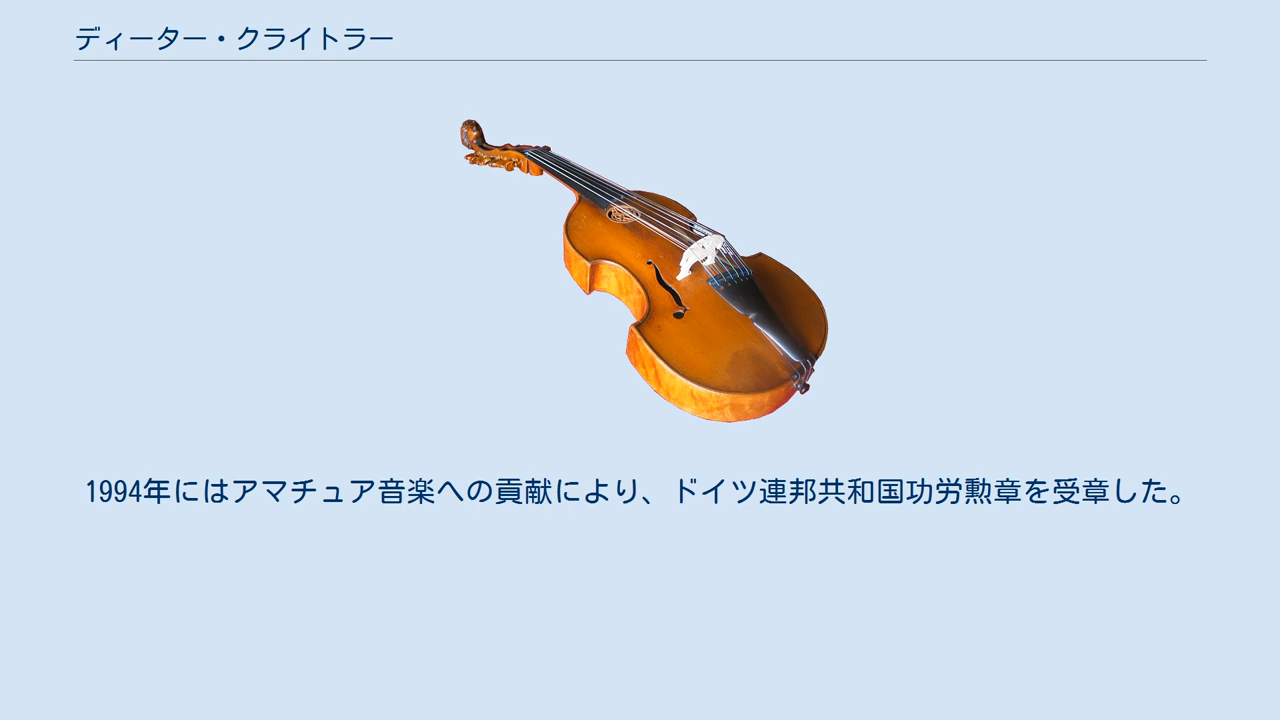 ディーター・クライトラー
1994年にはアマチュア音楽への貢献により、ドイツ連邦共和国功労勲章を受章した。